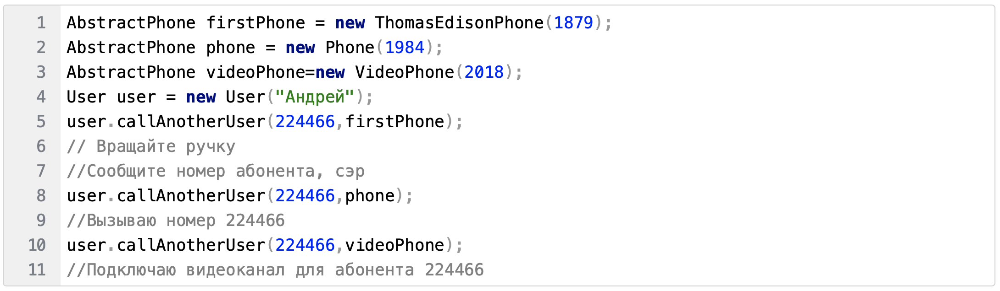 1 AbstractPhone firstPhone = new ThomasEdisonPhone(1879);
2 AbstractPhone phone = new Phone(1984);
3 AbstractPhone videoPhone=new VideoPhone(2018);
4 User user = new User("Андрей");
5 user.callAnotherUser(224466,firstPhone);
6 // Вращайте ручку
7 //Сообщите номер абонента, сэр
8 user.callAnotherUser(224466,phone);
9 //Вызываю номер 224466
10 user.callAnotherUser(224466,videoPhone);
11 //Подключаю видеоканал для абонента 224466